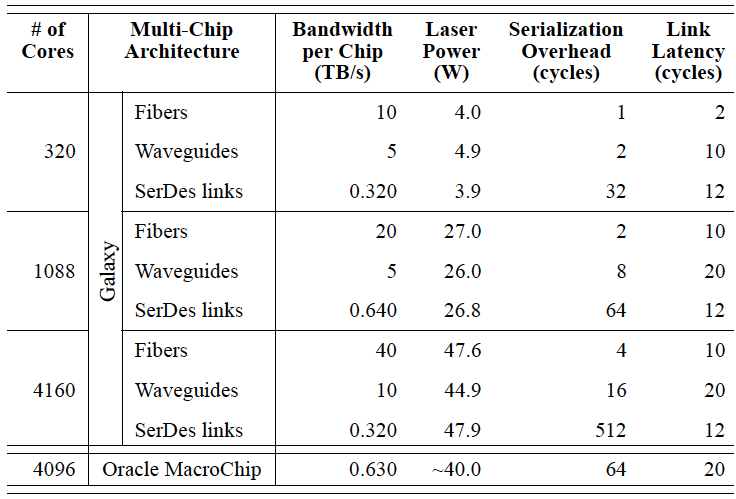 # of Cores Multi-Chip Architecture Bandwidth per Chip (TB/s) Laser Power (W) Serialization Overhead (cycles) Link Latency (cycles)
Galaxy
320
Fibers 10 4.0 1 2
Waveguides 5 4.9 2 10
SerDes links 0.320 3.9 32 12
1088
Fibers 20 27.0 2 10
Waveguides 5 26.0 8 20
SerDes links 0.640 26.8 64 12
4160
Fibers 40 47.6 4 10
Waveguides 10 44.9 16 20
SerDes links 0.320 47.9 512 12
4096 Oracle MacroChip 0.630 ~40.0 64 20